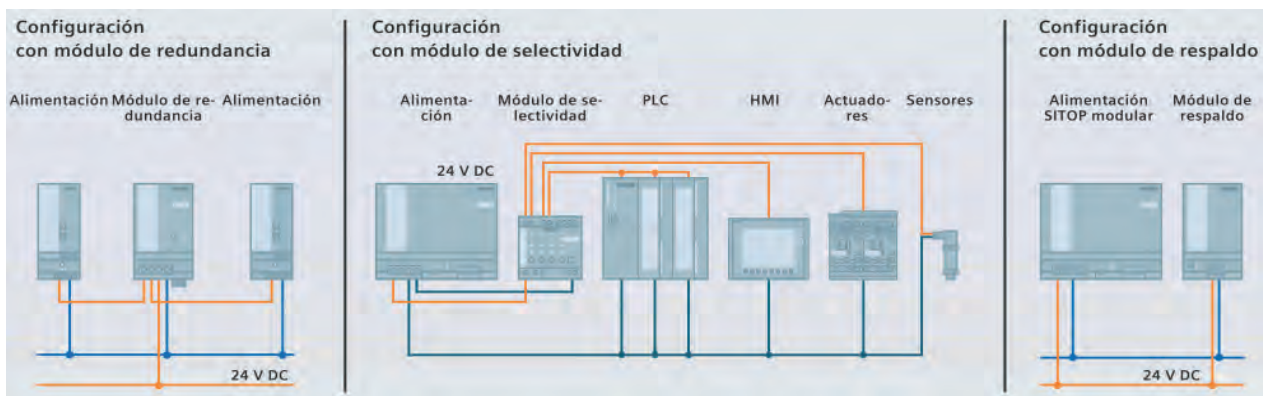 Configuración
con módulo de redundancia
Alimentación
Módulo de re-
dundancia
Alimentación
24 V DC
Configuración
con módulo de selectividad
Alimenta-
ción
Módulo de se-
lectividad
PLC
HMI
Actuado-
res
Sensores
24 V DC
Configuración
con módulo de respaldo
Alimentación
SITOP modular
Módulo de
respaldo
24 V DC